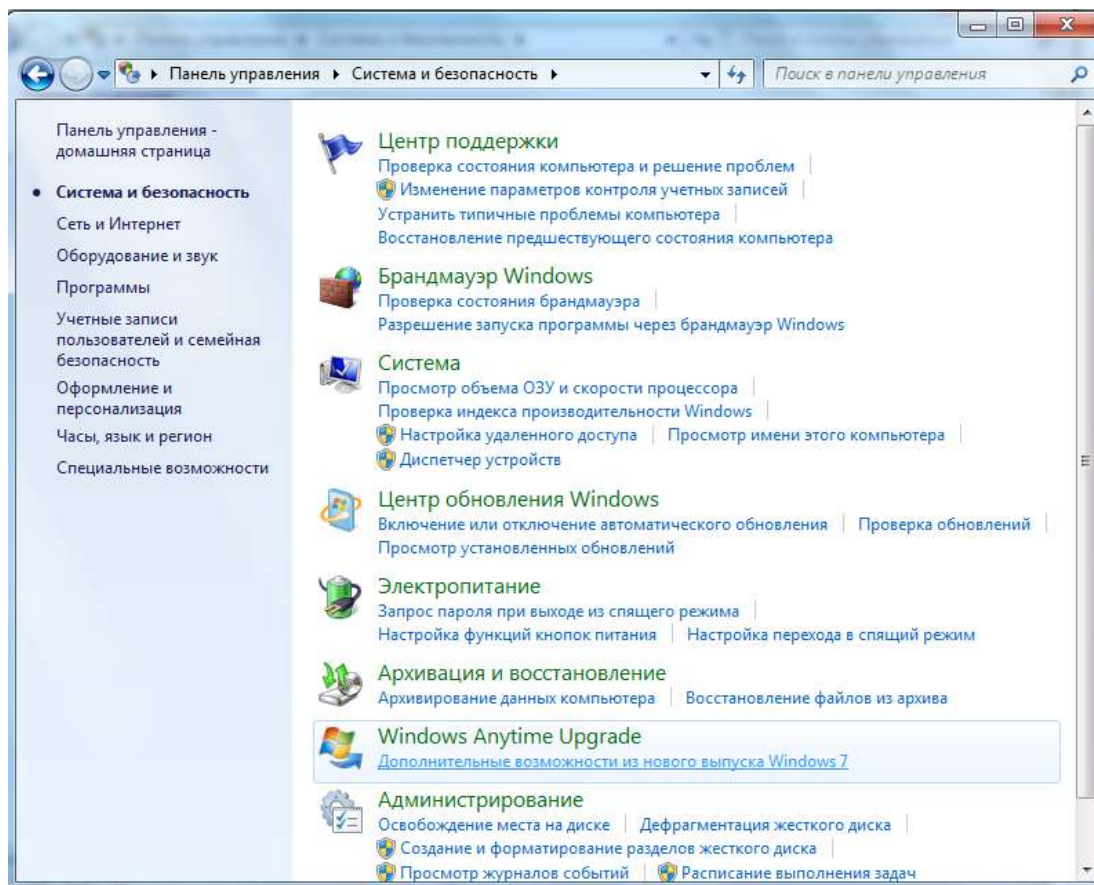 Панель управления ▸ Система и безопасность ▸
Поиск в панели управления
Панель управления -
домашняя страница
Система и безопасность
Сеть и Интернет
Оборудование и звук
Программы
Учетные записи
пользователей и семейная
безопасность
Оформление и
персонализация
Часы, язык и регион
Специальные возможности
Центр поддержки
Проверка состояния компьютера и решение проблем
Изменение параметров контроля учетных записей
Устранить типичные проблемы компьютера
Восстановление предшествующего состояния компьютера
Брандмауэр Windows
Проверка состояния брандмауэра
Разрешение запуска программы через брандмауэр Windows
Система
Просмотр объема ОЗУ и скорости процессора
Проверка индекса производительности Windows
Настройка удаленного доступа Просмотр имени этого компьютера
Диспетчер устройств
Центр обновления Windows
Включение или отключение автоматического обновления Проверка обновлений
Просмотр установленных обновлений
Электропитание
Запрос пароля при выходе из спящего режима
Настройка функций кнопок питания Настройка перехода в спящий режим
Архивация и восстановление
Архивирование данных компьютера Восстановление файлов из архива
Windows Anytime Upgrade
Дополнительные возможности из нового выпуска Windows 7
Администрирование
Освобождение места на диске Дефрагментация жесткого диска
Создание и форматирование разделов жесткого диска
Просмотр журналов событий Расписание выполнения задач